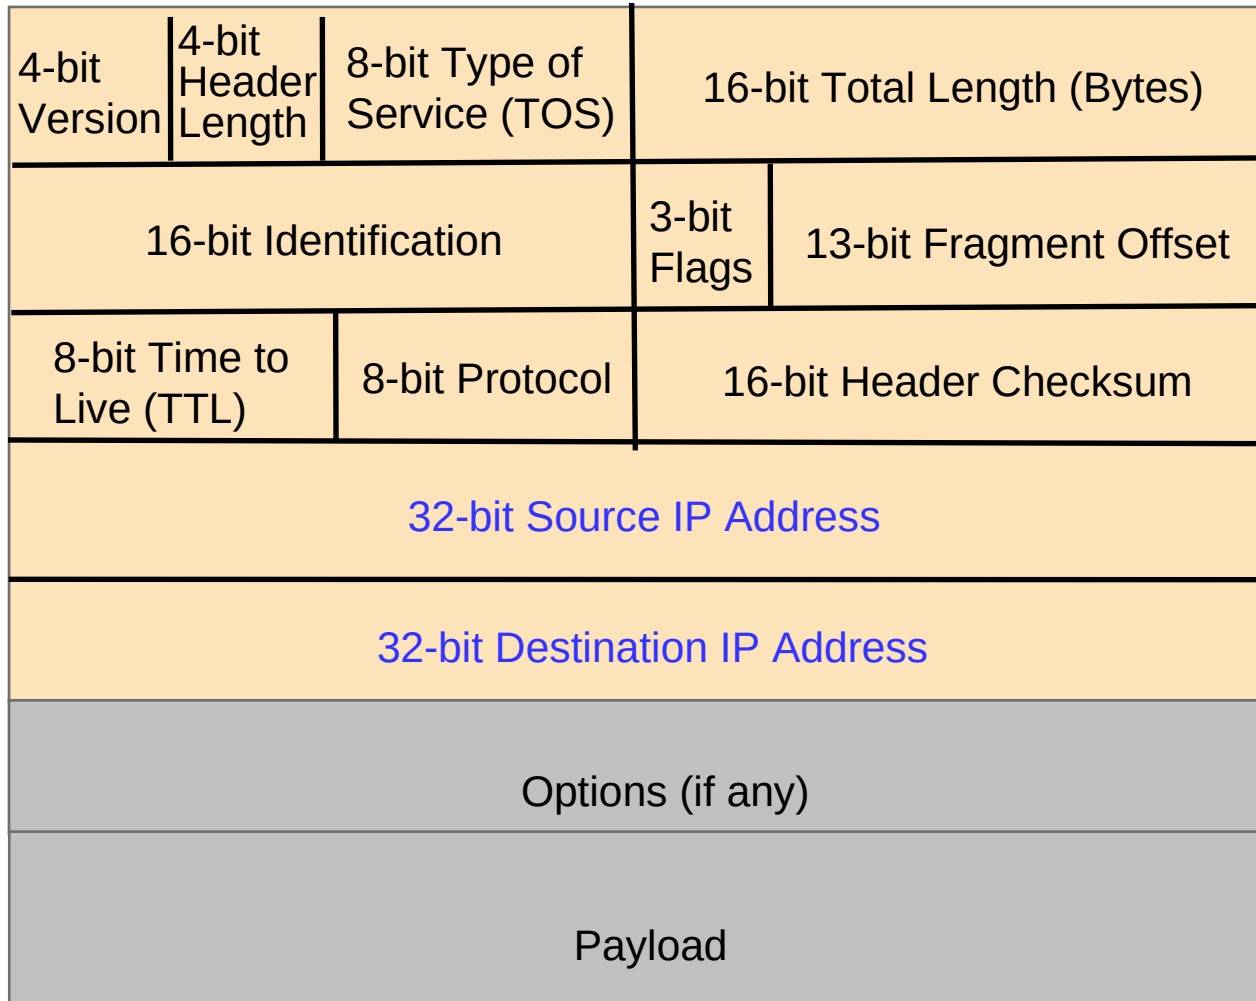 4-bit
Version
4-bit
Header
Length
8-bit Type of
Service (TOS)
16-bit Total Length (Bytes)
16-bit Identification
3-bit
Flags
13-bit Fragment Offset
8-bit Time to
Live (TTL)
8-bit Protocol
16-bit Header Checksum
32-bit Source IP Address
32-bit Destination IP Address
Options (if any)
Payload